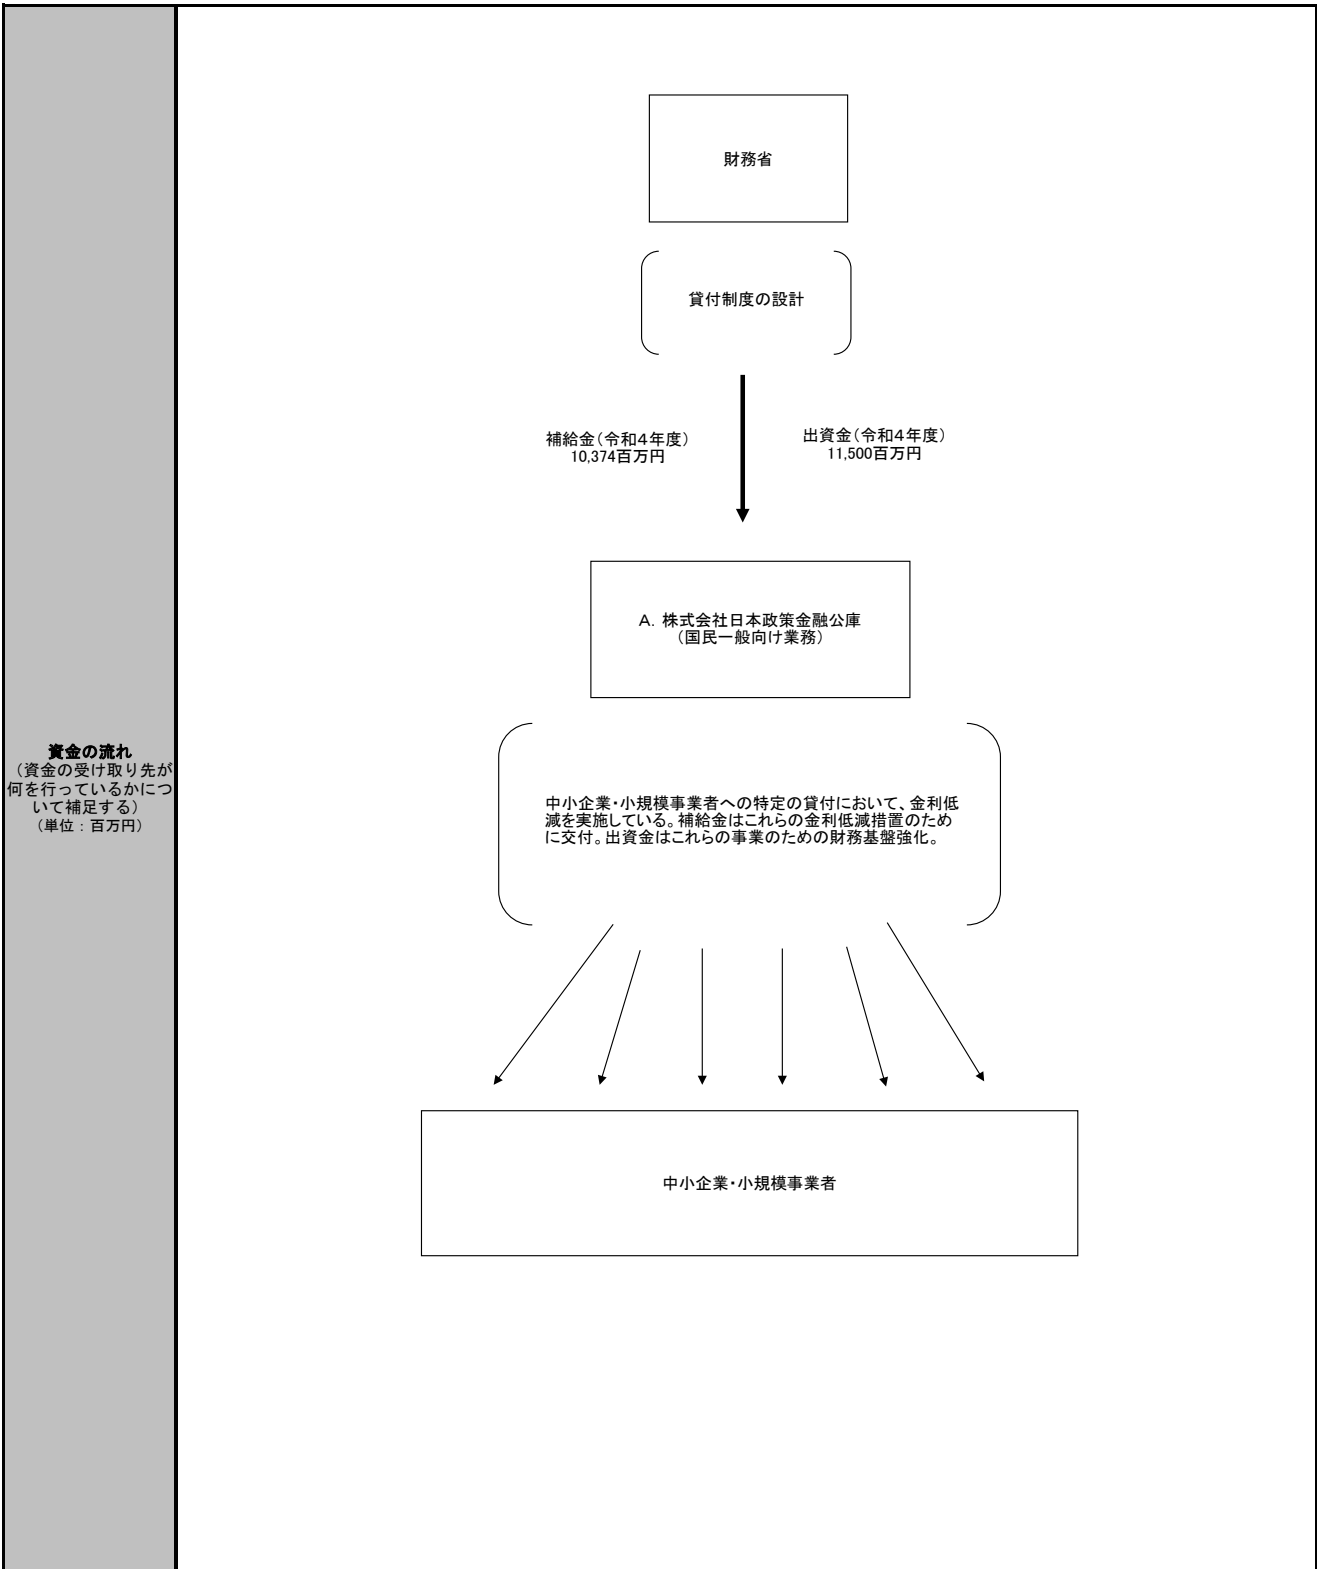 財務省
貸付制度の設計
補給金（令和４年度）
10,374百万円
出資金（令和４年度）
11,500百万円
A．株式会社日本政策金融公庫
（国民一般向け業務）
資金の流れ
（資金の受け取り先が
何を行っているかにつ
いて補足する）
（単位：百万円）
中小企業・小規模事業者への特定の貸付において、金利低
減を実施している。補給金はこれらの金利低減措置のため
に交付。出資金はこれらの事業のための財務基盤強化。
中小企業・小規模事業者